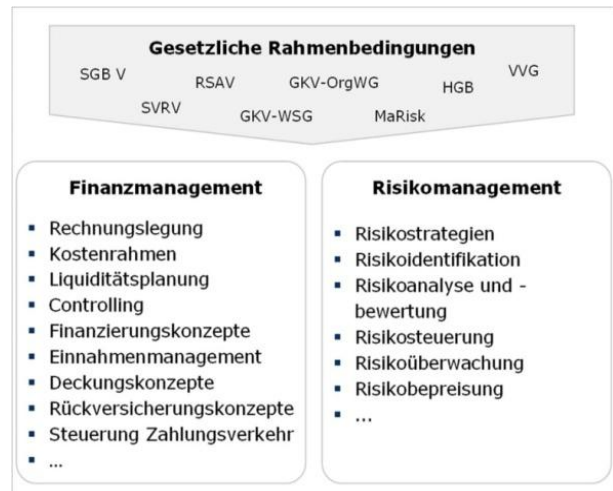 Gesetzliche Rahmenbedingungen
SGB V RSAV GKV-OrgWG HGB VVG
SVRV GKV-WSG MaRisk
Finanzmanagement
▪ Rechnungslegung
▪ Kostenrahmen
▪ Liquiditätsplanung
▪ Controlling
▪ Finanzierungskonzepte
▪ Einnahmenmanagement
▪ Deckungskonzepte
▪ Rückversicherungskonzepte
▪ Steuerung Zahlungsverkehr
▪ ...
Risikomanagement
▪ Risikostrategien
▪ Risikoidentifikation
▪ Risikoanalyse und -
bewertung
▪ Risikosteuerung
▪ Risikoüberwachung
▪ Risikobepreisung
▪ ...